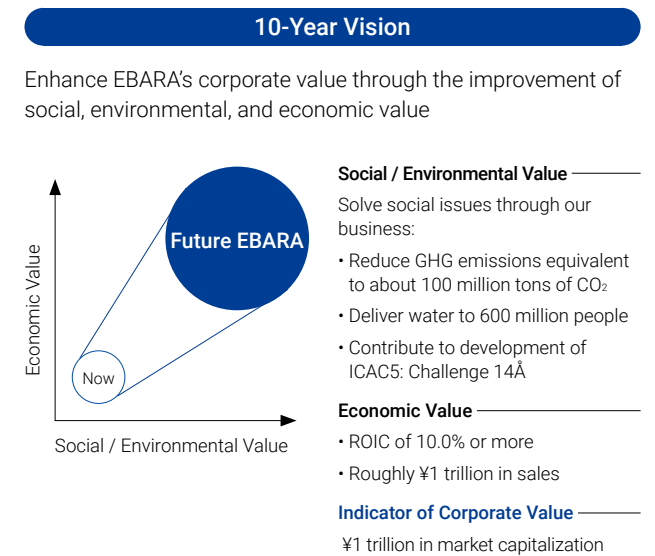 10-Year Vision
Enhance EBARA’s corporate value through the improvement of
social, environmental, and economic value
Economic Value
Future EBARA
Now
Social / Environmental Value
Social / Environmental Value
Solve social issues through our
business:
• Reduce GHG emissions equivalent
to about 100 million tons of CO₂
• Deliver water to 600 million people
• Contribute to development of
ICAC5: Challenge 14Å
Economic Value
• ROIC of 10.0% or more
• Roughly ¥1 trillion in sales
Indicator of Corporate Value
¥1 trillion in market capitalization